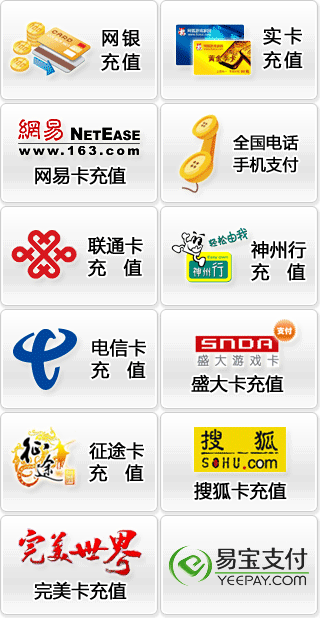 网银
充值
实卡
充值
網易 NETEASE
www.163.com
网易卡充值
全国电话
手机支付
联通卡
充 值
轻松由我
神州行
神州行
充 值
电信卡
充 值
支付
SNDA
盛大游戏卡
盛大卡充值
征途
征途卡
充 值
搜狐
SOHU.com
搜狐卡充值
完美世界
完美卡充值
易宝支付
YEEPAY.COM